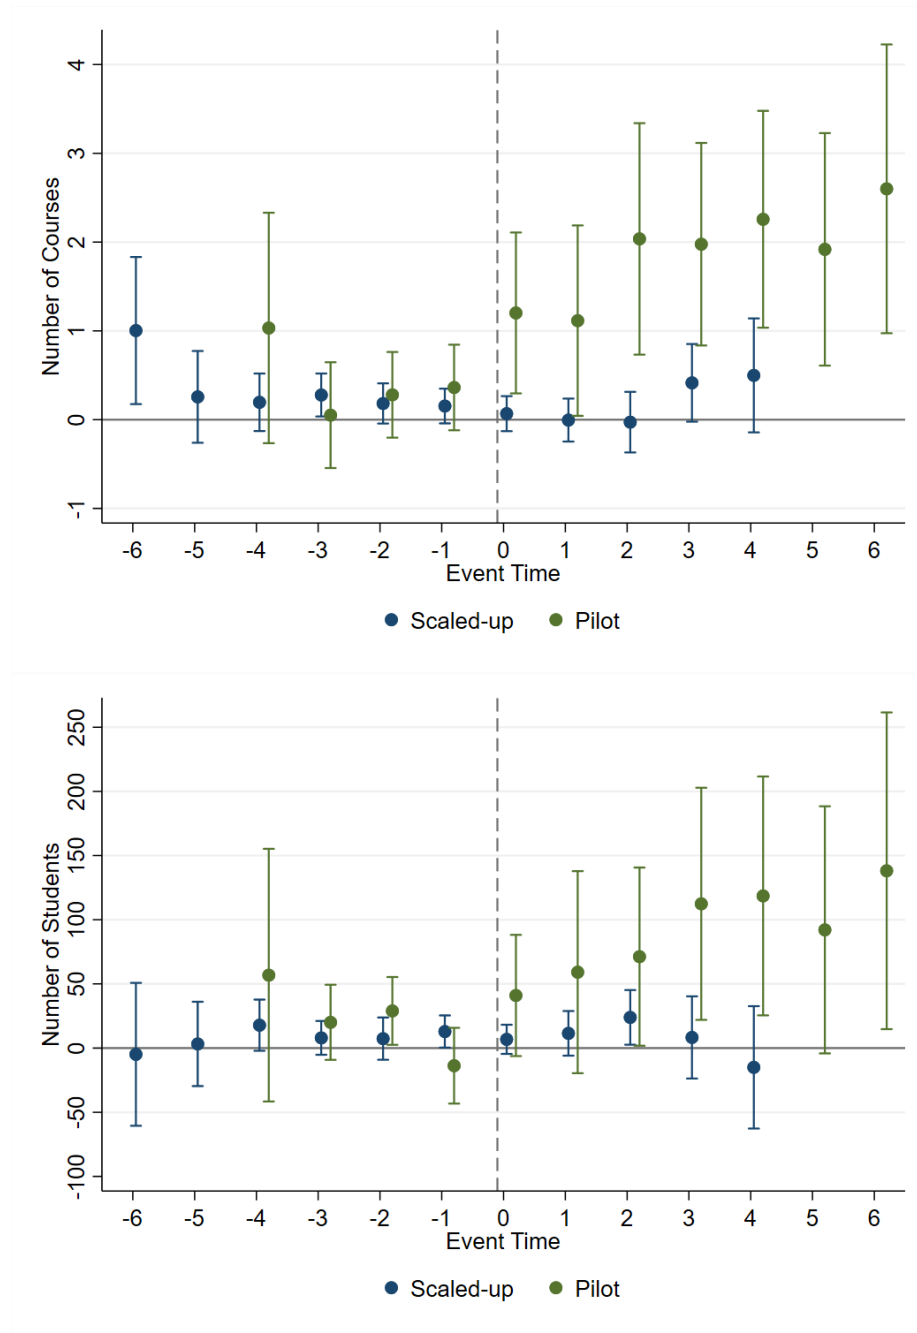 Number of Courses
4
3
2
1
0
-1
-6 -5 -4 -3 -2 -1 0 1 2 3 4 5 6
Event Time
Scaled-up Pilot
Number of Students
250
200
150
100
50
0
-50
-100
-6 -5 -4 -3 -2 -1 0 1 2 3 4 5 6
Event Time
Scaled-up Pilot